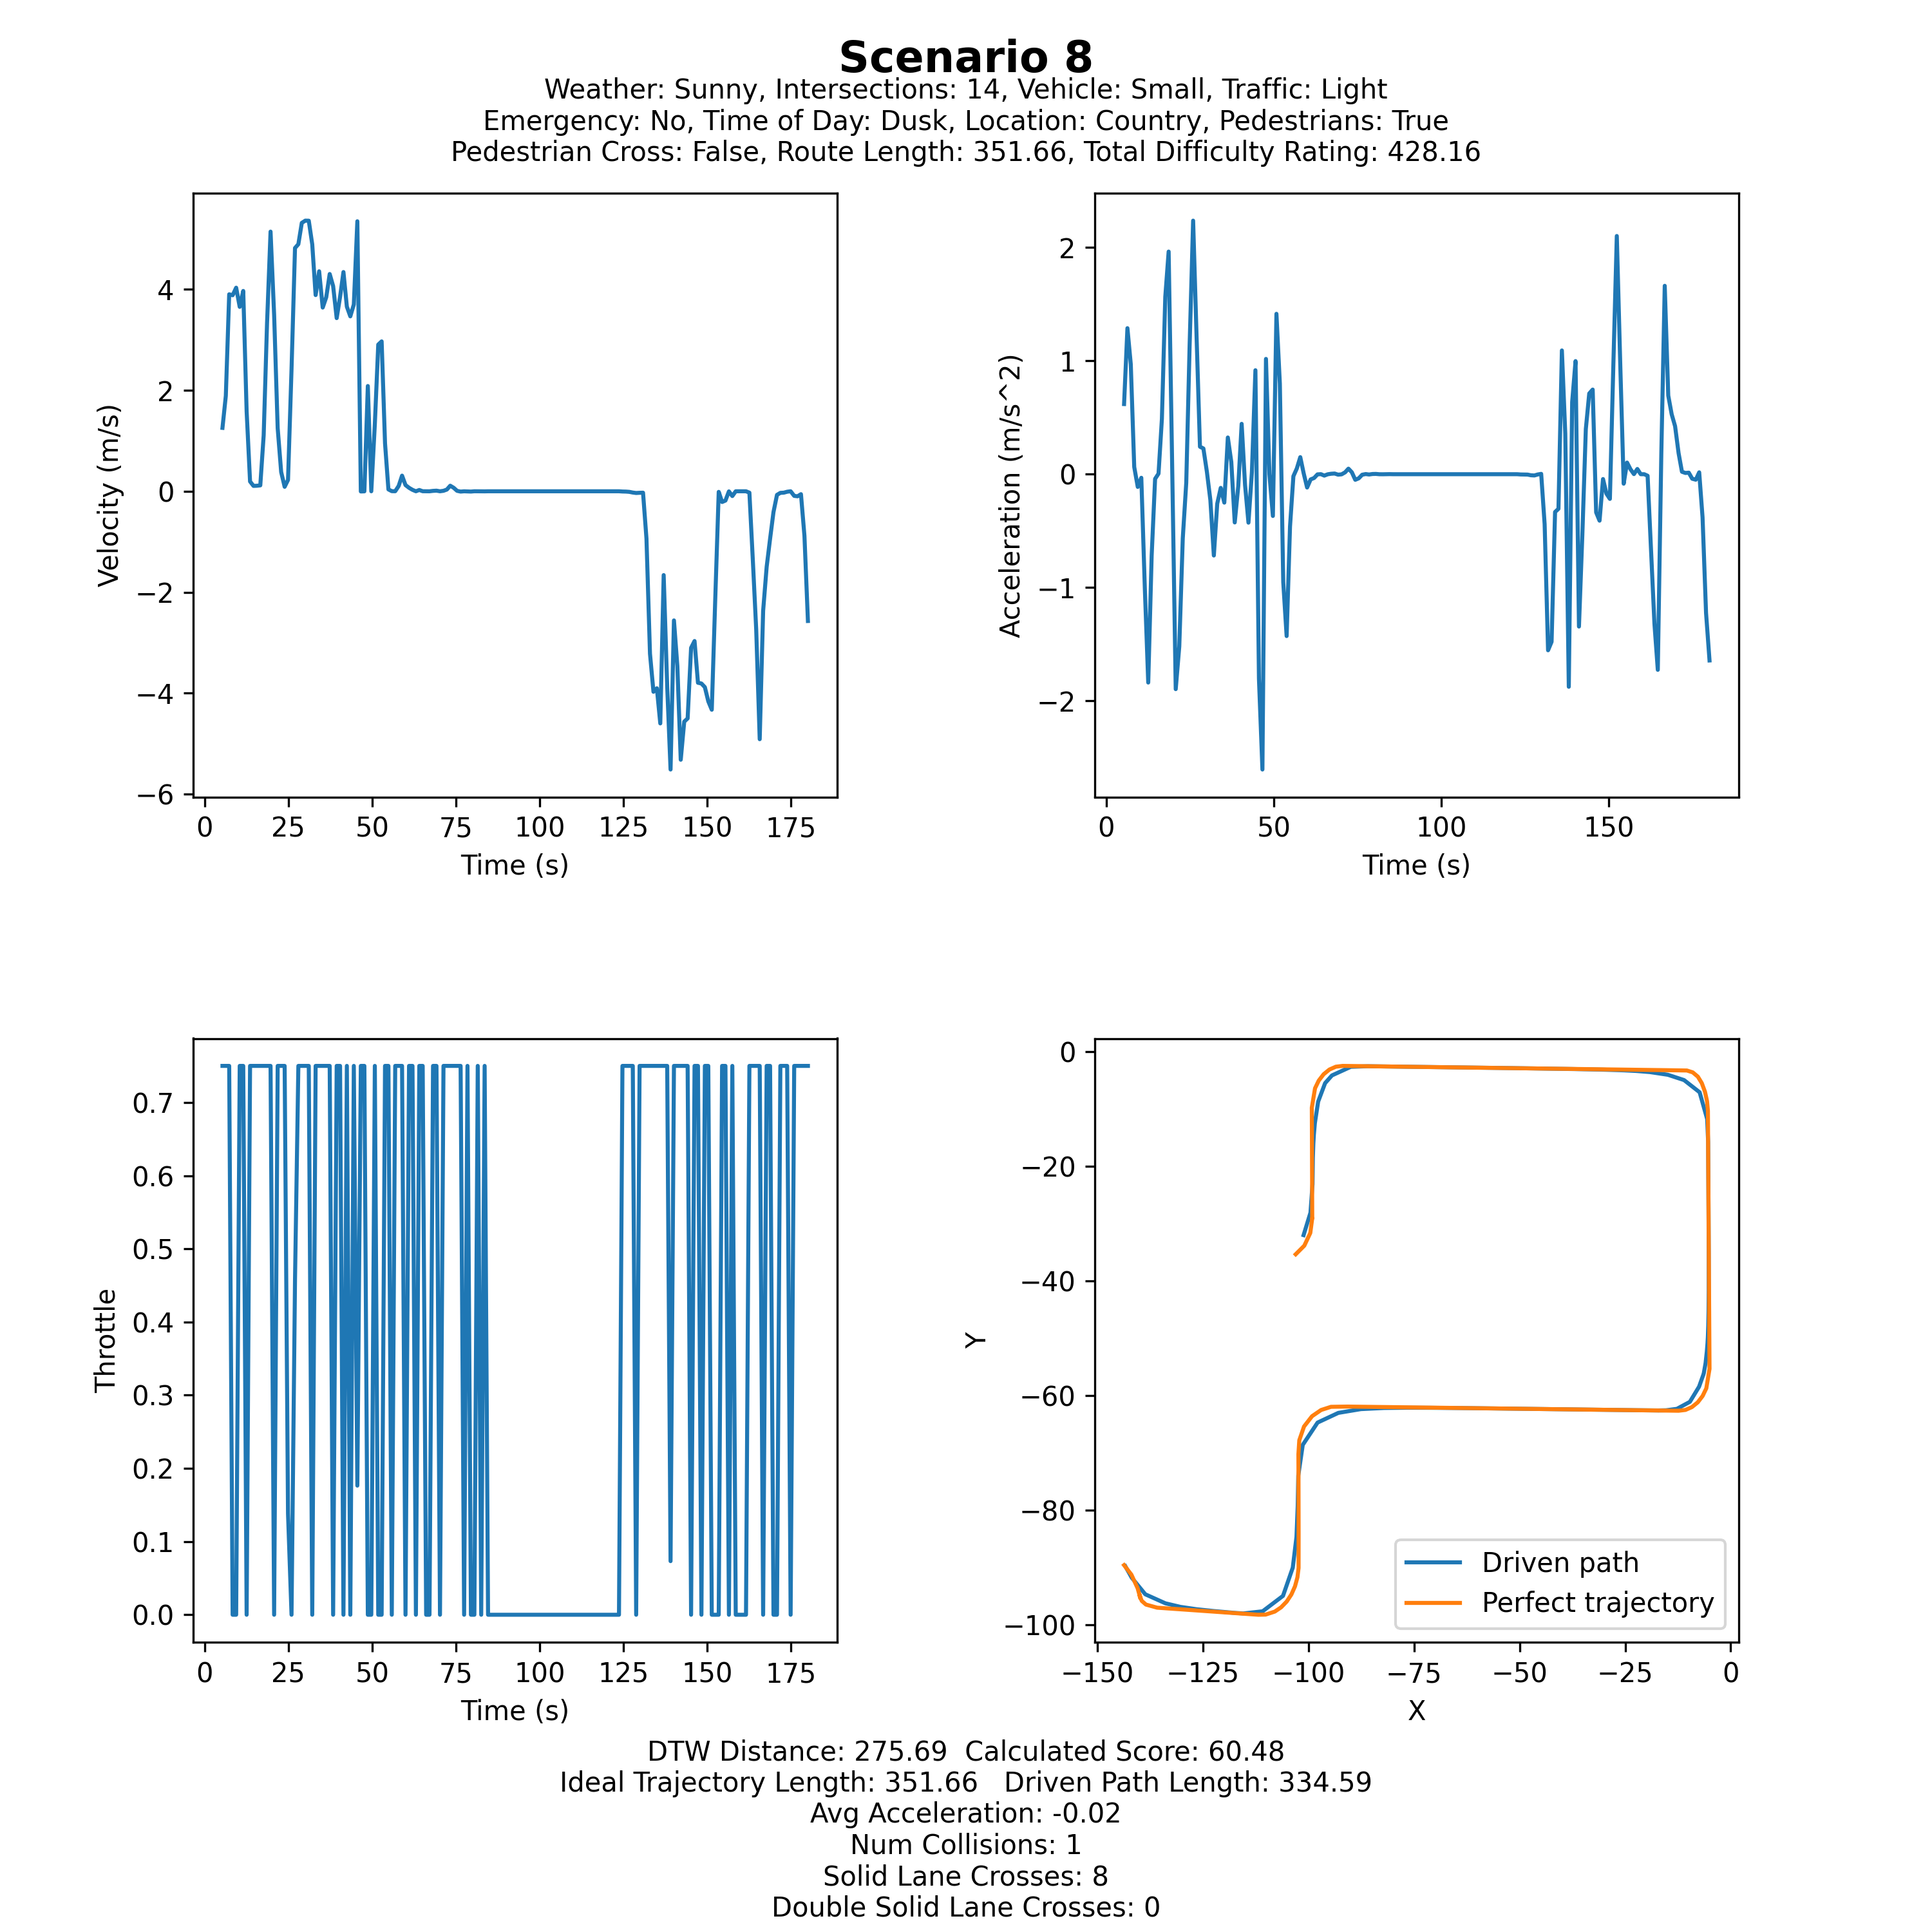 Scenario 8
Weather: Sunny, Intersections: 14, Vehicle: Small, Traffic: Light
Emergency: No, Time of Day: Dusk, Location: Country, Pedestrians: True
Pedestrian Cross: False, Route Length: 351.66, Total Difficulty Rating: 428.16
Velocity (m/s)
4
2
0
−2
−4
−6
0 25 50 75 100 125 150 175
Time (s)
Acceleration (m/s^2)
2
1
0
−1
−2
0 50 100 150
Time (s)
Throttle
0.7
0.6
0.5
0.4
0.3
0.2
0.1
0.0
0 25 50 75 100 125 150 175
Time (s)
Y
0
−20
−40
−60
−80
−100
Driven path
Perfect trajectory
−150 −125 −100 −75 −50 −25 0
X
DTW Distance: 275.69 Calculated Score: 60.48
Ideal Trajectory Length: 351.66 Driven Path Length: 334.59
Avg Acceleration: -0.02
Num Collisions: 1
Solid Lane Crosses: 8
Double Solid Lane Crosses: 0